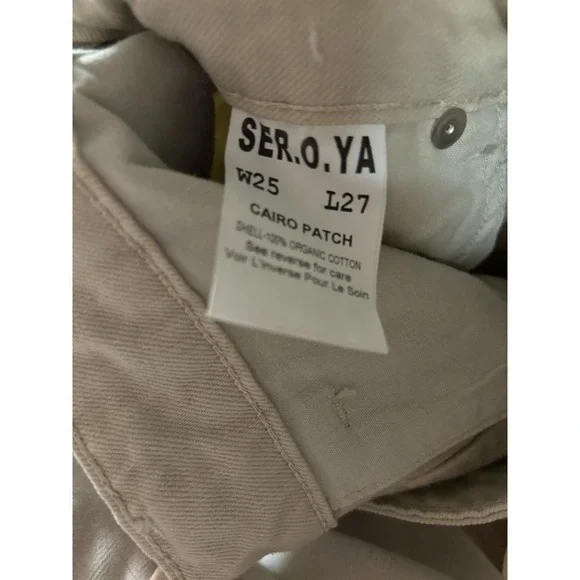 SER.O.YA
W25 L27
CAIRO PATCH
SHELL-100% ORGANIC COTTON
See reverse for care
Voir L'Inverse Pour Le Soin